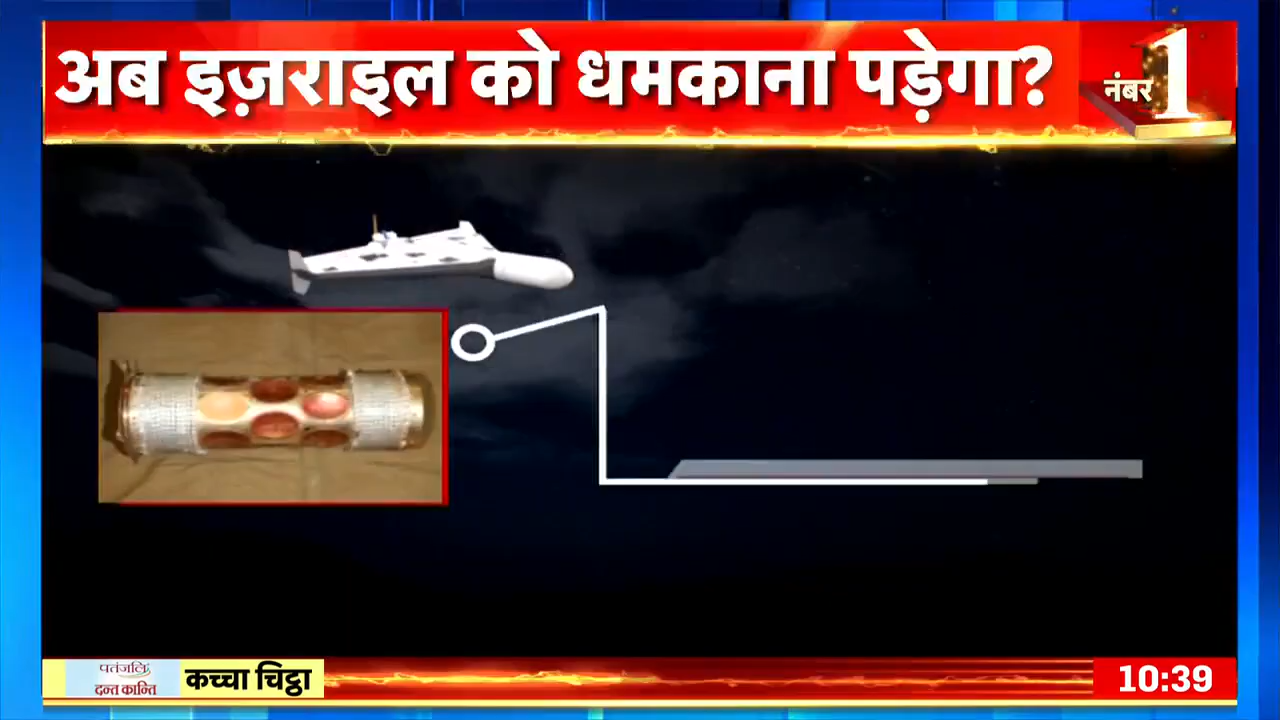 अब इज़राइल को धमकाना पड़ेगा?
नंबर 1
पतंजलि
दन्त कान्ति
कच्चा चिट्ठा
10:39